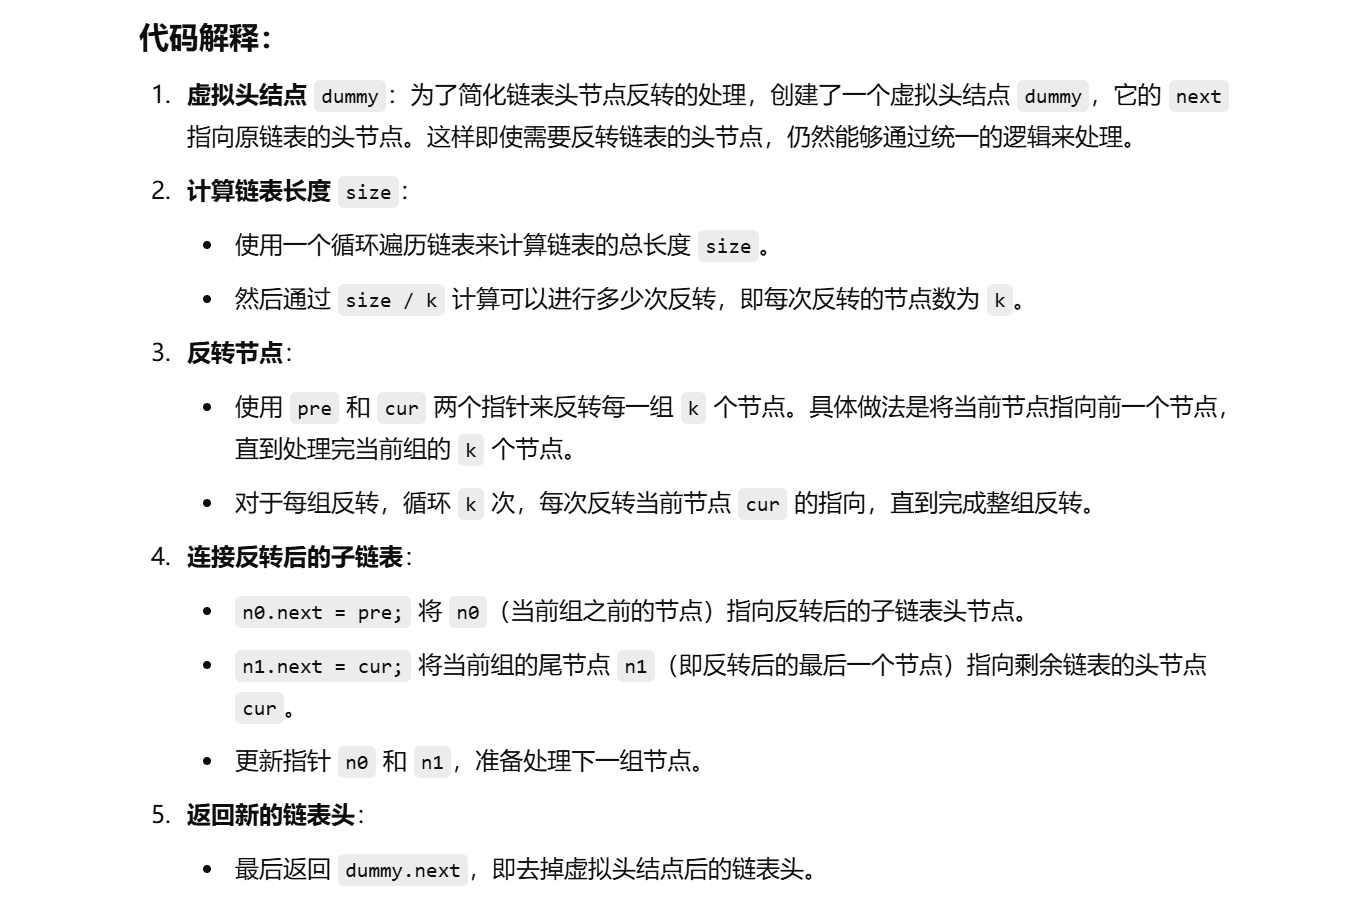 代码解释：
1. 虚拟头结点 dummy：为了简化链表头节点反转的处理，创建了一个虚拟头结点 dummy，它的 next
指向原链表的头节点。这样即使需要反转链表的头节点，仍然能够通过统一的逻辑来处理。
2. 计算链表长度 size：
• 使用一个循环遍历链表来计算链表的总长度 size。
• 然后通过 size / k 计算可以进行多少次反转，即每次反转的节点数为 k。
3. 反转节点：
• 使用 pre 和 cur 两个指针来反转每一组 k 个节点。具体做法是将当前节点指向前一个节点，
直到处理完当前组的 k 个节点。
• 对于每组反转，循环 k 次，每次反转当前节点 cur 的指向，直到完成整组反转。
4. 连接反转后的子链表：
• n0.next = pre; 将 n0（当前组之前的节点）指向反转后的子链表头节点。
• n1.next = cur; 将当前组的尾节点 n1（即反转后的最后一个节点）指向剩余链表的头节点
cur。
• 更新指针 n0 和 n1，准备处理下一组节点。
5. 返回新的链表头：
• 最后返回 dummy.next，即去掉虚拟头结点后的链表头。